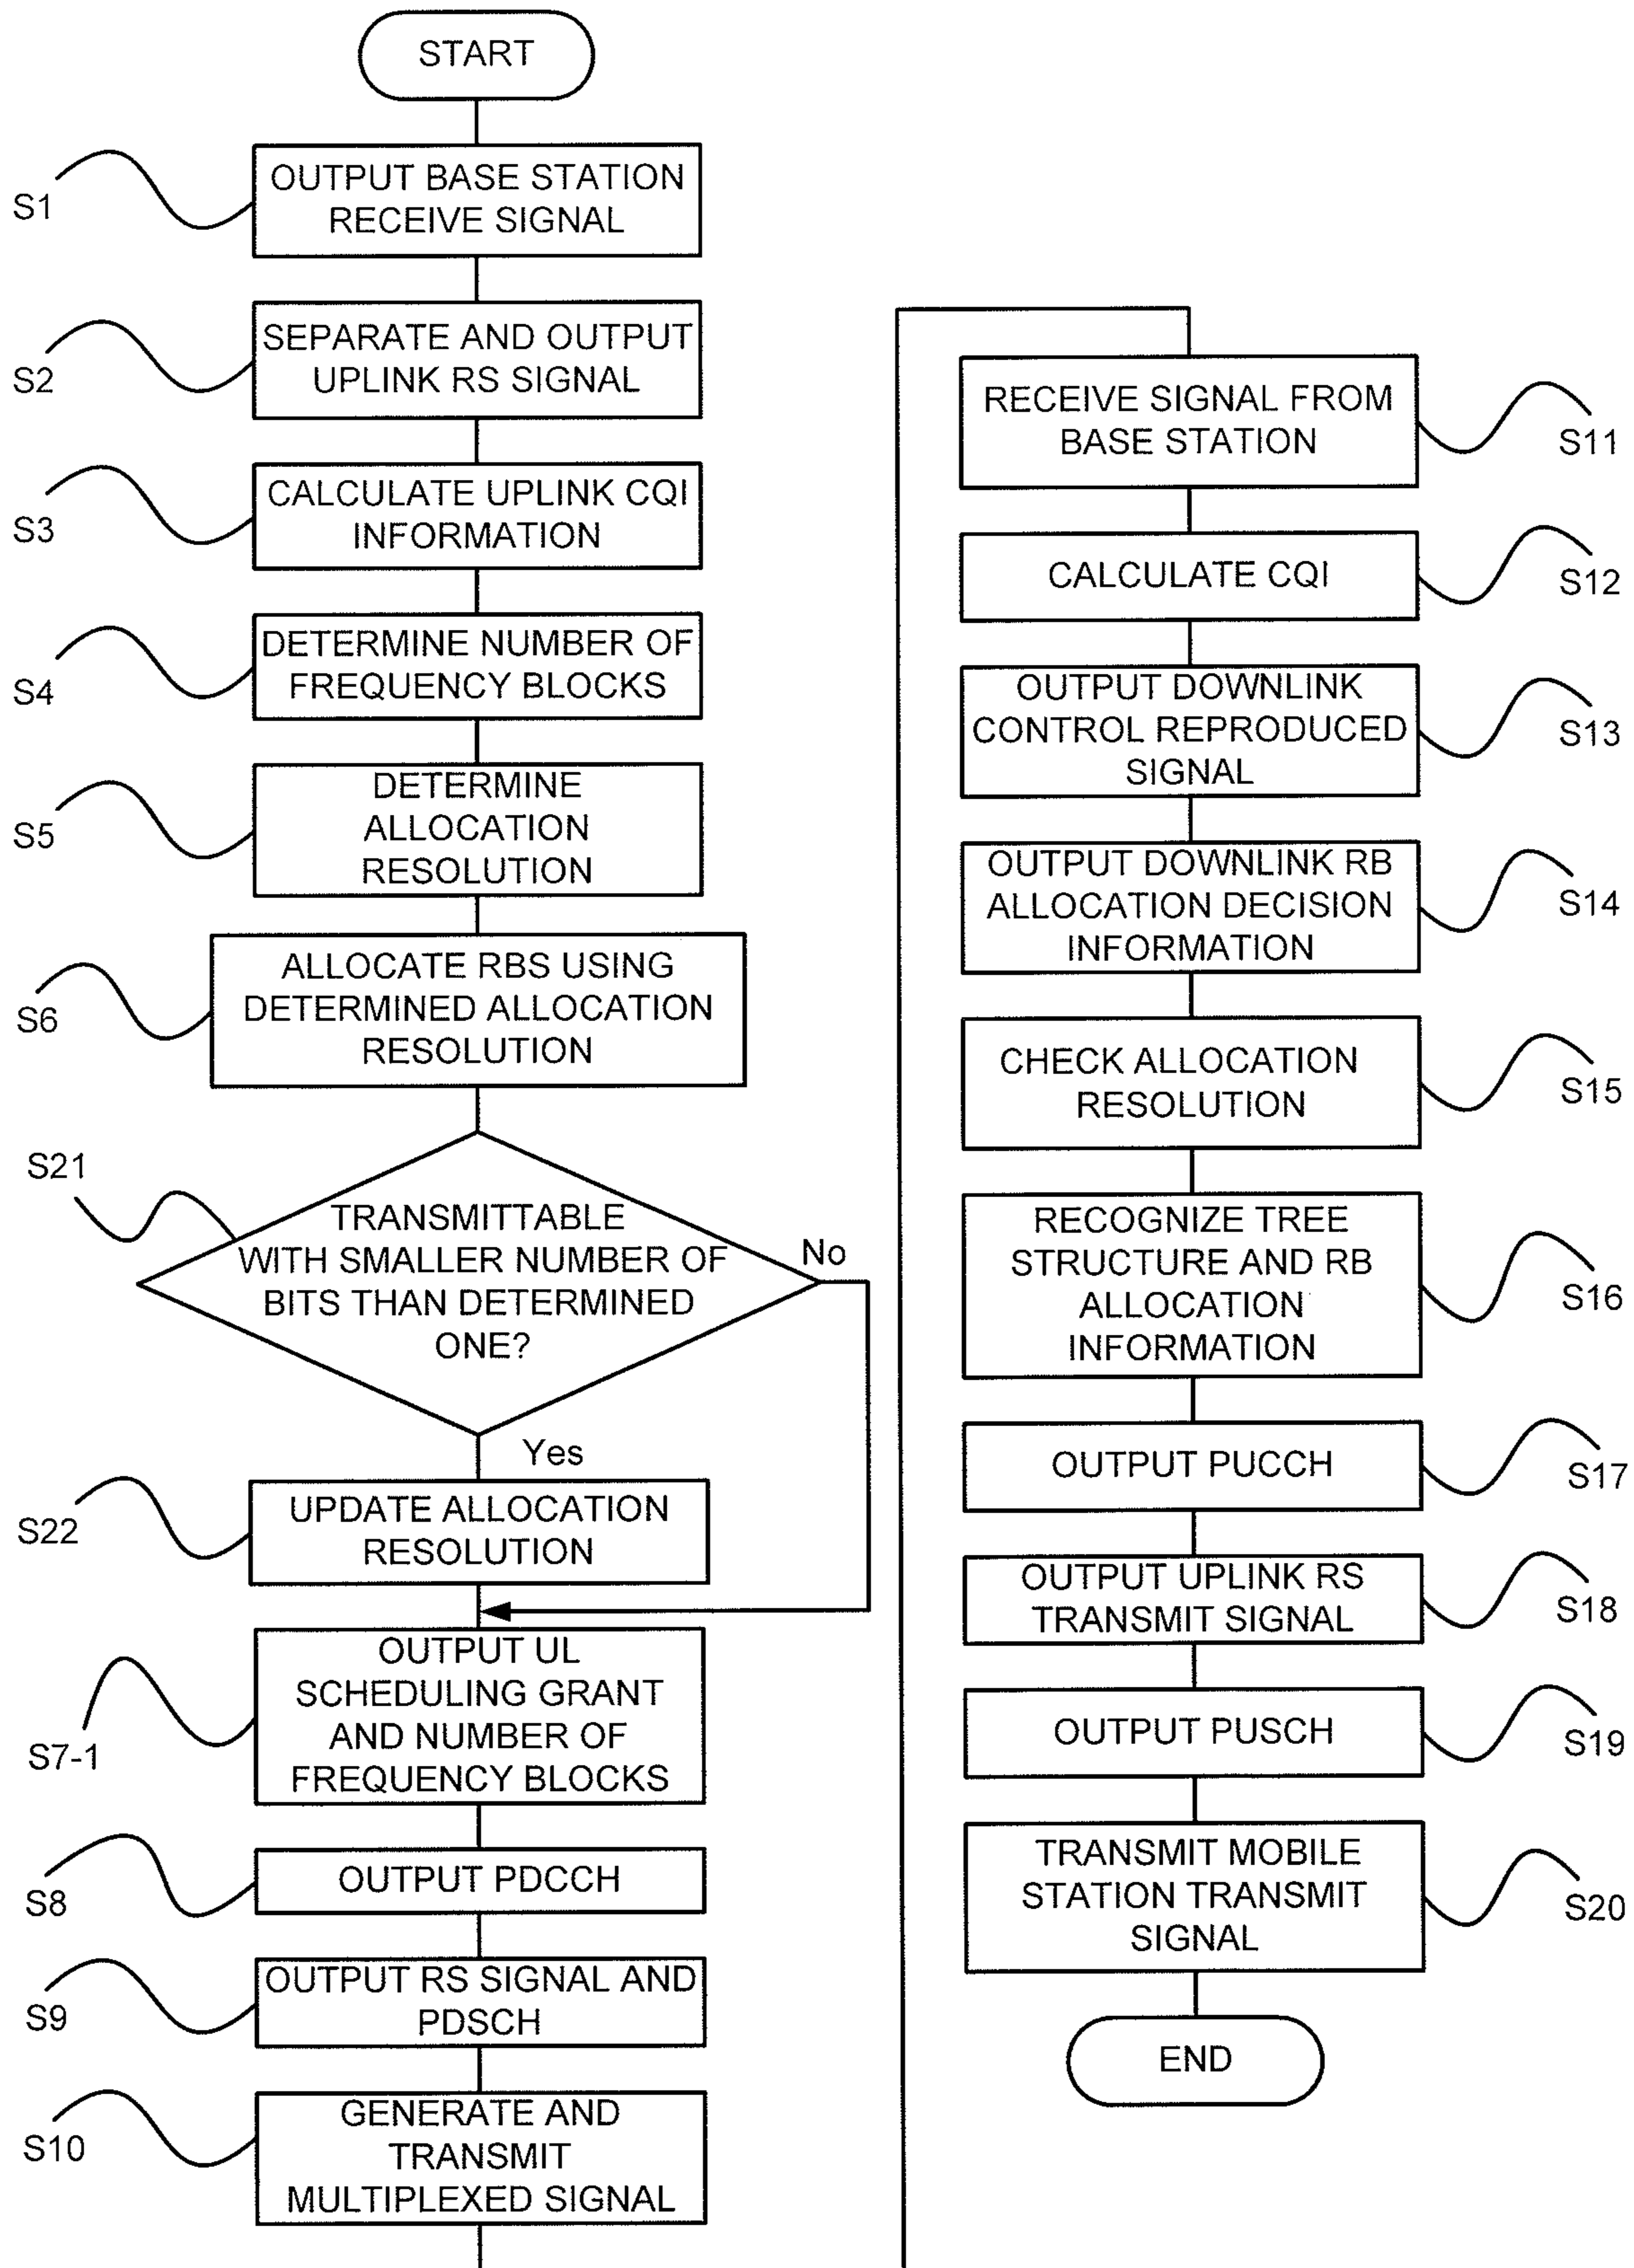 START
S1
OUTPUT BASE STATION
RECEIVE SIGNAL
S2
SEPARATE AND OUTPUT
UPLINK RS SIGNAL
S3
CALCULATE UPLINK CQI
INFORMATION
S4
DETERMINE NUMBER OF
FREQUENCY BLOCKS
S5
DETERMINE
ALLOCATION
RESOLUTION
S6
ALLOCATE RBS USING
DETERMINED ALLOCATION
RESOLUTION
S21
TRANSMITTABLE
WITH SMALLER NUMBER OF
BITS THAN DETERMINED
ONE?
No
Yes
S22
UPDATE ALLOCATION
RESOLUTION
S7-1
OUTPUT UL
SCHEDULING GRANT
AND NUMBER OF
FREQUENCY BLOCKS
S8
OUTPUT PDCCH
S9
OUTPUT RS SIGNAL AND
PDSCH
S10
GENERATE AND
TRANSMIT
MULTIPLEXED SIGNAL
RECEIVE SIGNAL FROM
BASE STATION
S11
CALCULATE CQI
S12
OUTPUT DOWNLINK
CONTROL REPRODUCED
SIGNAL
S13
OUTPUT DOWNLINK RB
ALLOCATION DECISION
INFORMATION
S14
CHECK ALLOCATION
RESOLUTION
S15
RECOGNIZE TREE
STRUCTURE AND RB
ALLOCATION
INFORMATION
S16
OUTPUT PUCCH
S17
OUTPUT UPLINK RS
TRANSMIT SIGNAL
S18
OUTPUT PUSCH
S19
TRANSMIT MOBILE
STATION TRANSMIT
SIGNAL
S20
END